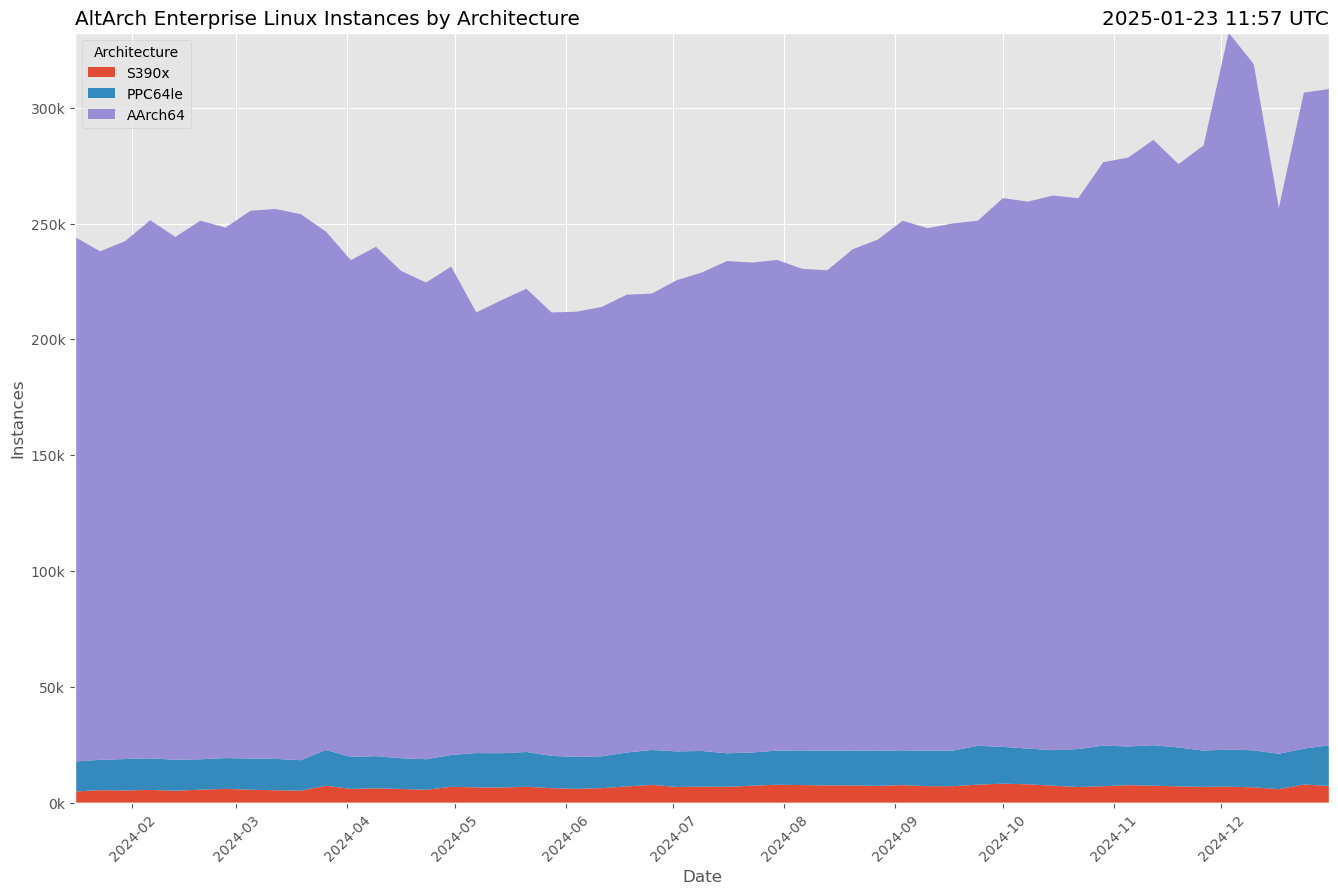 AltArch Enterprise Linux Instances by Architecture
2025-01-23 11:57 UTC
Architecture
S390x
PPC64le
AArch64
300k
250k
200k
150k
100k
50k
0k
Instances
2024-02
2024-03
2024-04
2024-05
2024-06
2024-07
2024-08
2024-09
2024-10
2024-11
2024-12
Date